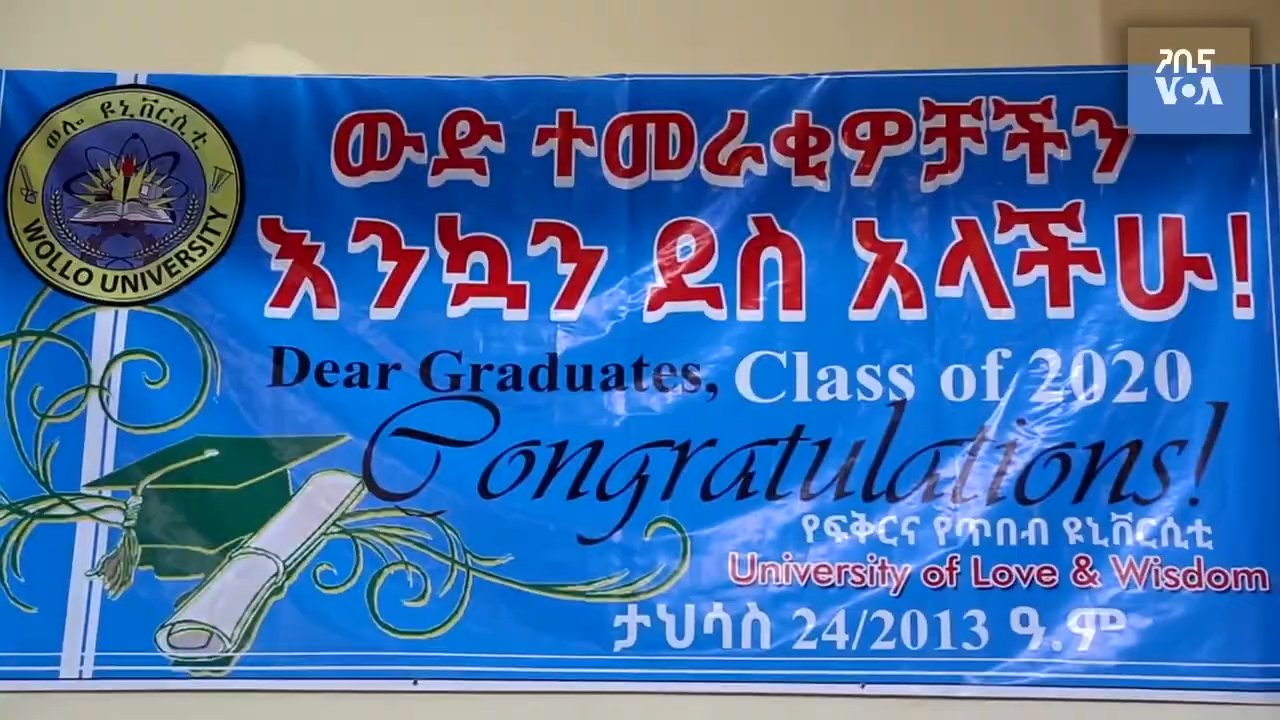 ጋቢና
VOA
ወሎ ዩኒቨርሲቲ
WOLLO UNIVERSITY
ውድ ተመራቂዎቻችን
እንኳን ደስ አላችሁ!
Dear Graduates, Class of 2020
Congratulations!
የፍቅርና የጥበብ ዩኒቨርሲቲ
University of Love & Wisdom
ታህሳስ 24/2013 ዓ.ም